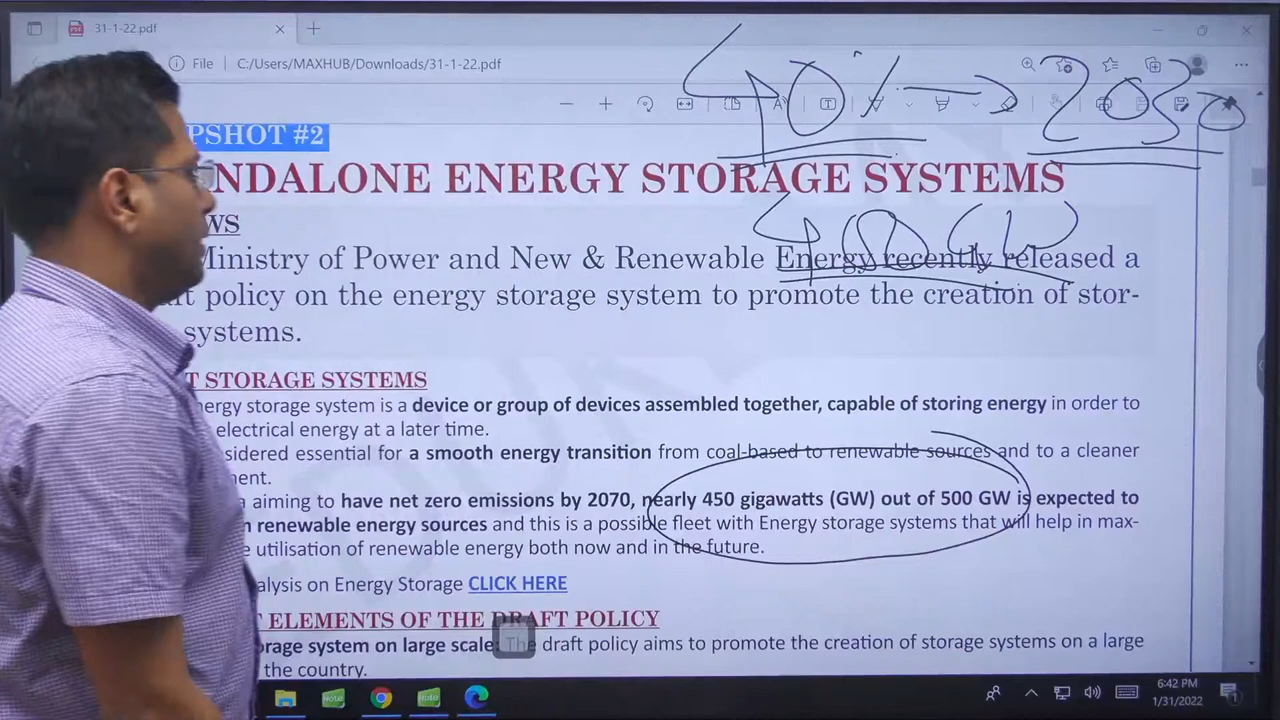 31-1-22.pdf
File C:/Users/MAXHUB/Downloads/31-1-22.pdf
40% → 2030
PSHOT #2
NDALONE ENERGY STORAGE SYSTEMS
WS
Ministry of Power and New & Renewable Energy recently released a
ft policy on the energy storage system to promote the creation of stor-
systems.
T STORAGE SYSTEMS
nergy storage system is a device or group of devices assembled together, capable of storing energy in order to
electrical energy at a later time.
sidered essential for a smooth energy transition from coal-based to renewable sources and to a cleaner
ment.
a aiming to have net zero emissions by 2070, nearly 450 gigawatts (GW) out of 500 GW is expected to
n renewable energy sources and this is a possible fleet with Energy storage systems that will help in max-
e utilisation of renewable energy both now and in the future.
alysis on Energy Storage CLICK HERE
T ELEMENTS OF THE DRAFT POLICY
orage system on large scale: The draft policy aims to promote the creation of storage systems on a large
the country.
6:42 PM
1/31/2022